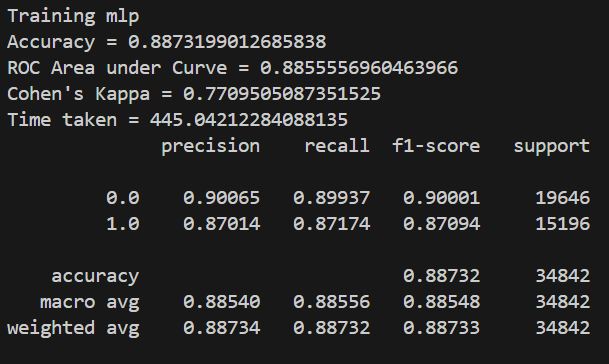 Training mlp
Accuracy = 0.8873199012685838
ROC Area under Curve = 0.8855556960463966
Cohen's Kappa = 0.7709505087351525
Time taken = 445.04212284088135
precision recall f1-score support
0.0 0.90065 0.89937 0.90001 19646
1.0 0.87014 0.87174 0.87094 15196
accuracy 0.88732 34842
macro avg 0.88540 0.88556 0.88548 34842
weighted avg 0.88734 0.88732 0.88733 34842